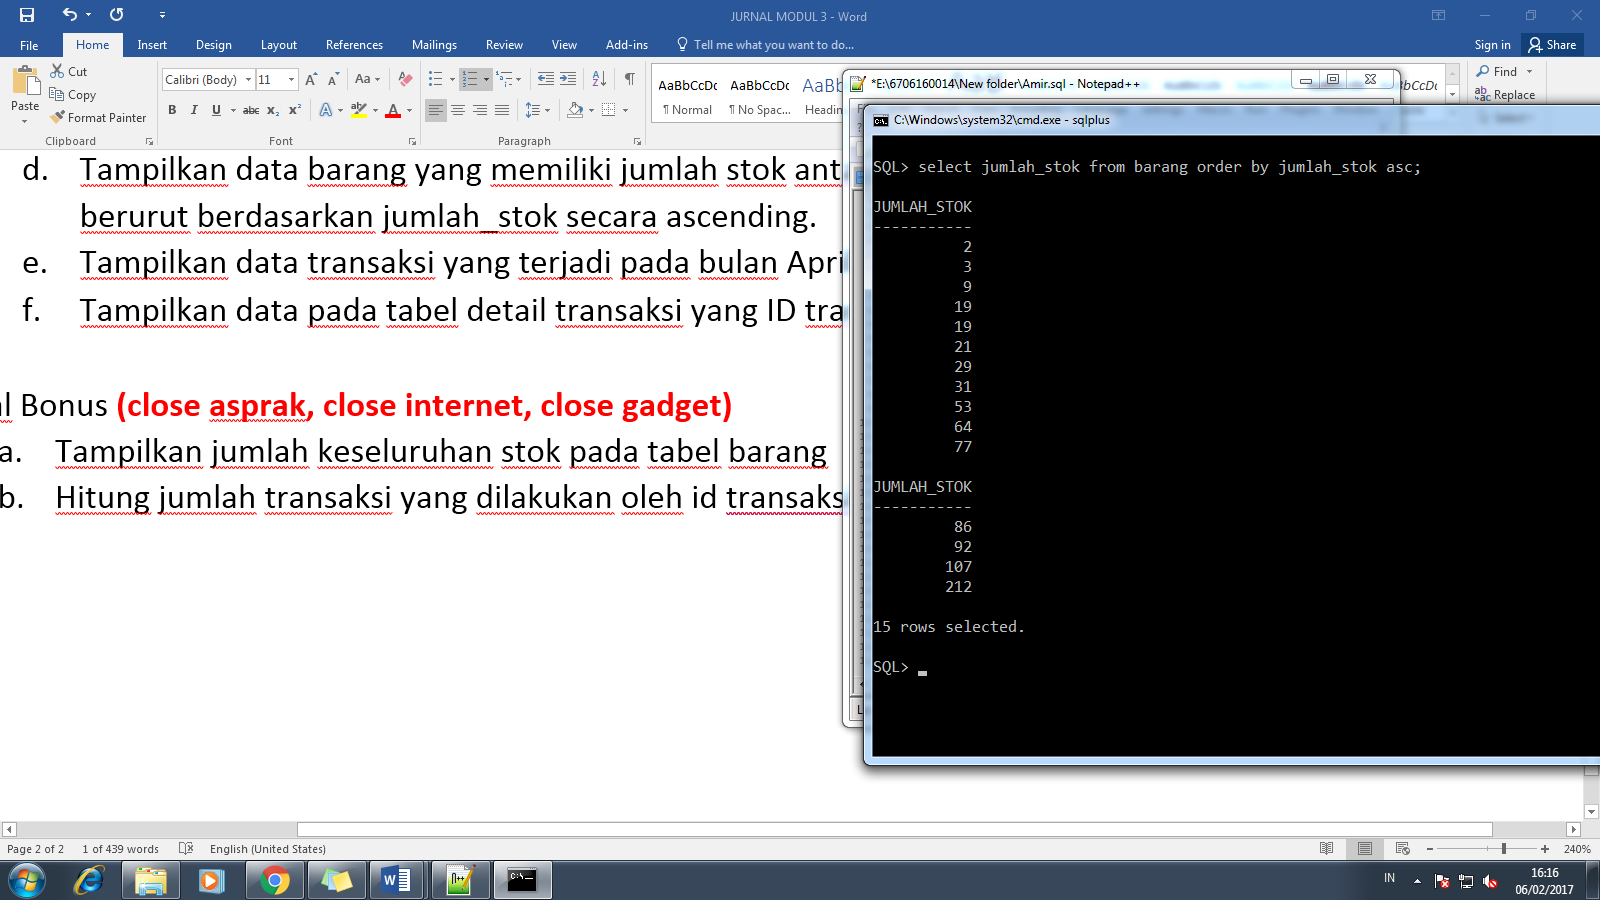 JURNAL MODUL 3 - Word
File Home Insert Design Layout References Mailings Review View Add-ins Tell me what you want to do... Sign in Share
Paste
Cut
Copy
Format Painter
Clipboard
Calibri (Body) 11
Font
Paragraph
AaBbCcDc AaBbCcDc
¶ Normal ¶ No Spac...
Find
Replace
*E:\6706160014\New folder\Amir.sql - Notepad++
C:\Windows\system32\cmd.exe - sqlplus
SQL> select jumlah_stok from barang order by jumlah_stok asc;
JUMLAH_STOK
-----------
2
3
9
19
19
21
29
31
53
64
77
JUMLAH_STOK
-----------
86
92
107
212
15 rows selected.
SQL>
d. Tampilkan data barang yang memiliki jumlah stok ant
berurut berdasarkan jumlah_stok secara ascending.
e. Tampilkan data transaksi yang terjadi pada bulan Apri
f. Tampilkan data pada tabel detail transaksi yang ID tra
al Bonus (close asprak, close internet, close gadget)
a. Tampilkan jumlah keseluruhan stok pada tabel barang
b. Hitung jumlah transaksi yang dilakukan oleh id transaks
Page 2 of 2 1 of 439 words English (United States) 240%
IN
16:16
06/02/2017